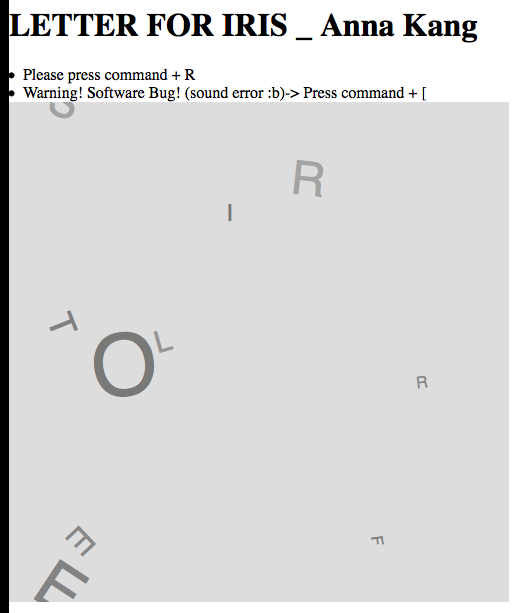 LETTER FOR IRIS _ Anna Kang
Please press command + R
Warning! Software Bug! (sound error :b)-> Press command + [
R
I
T
L
O
R
E
F
E